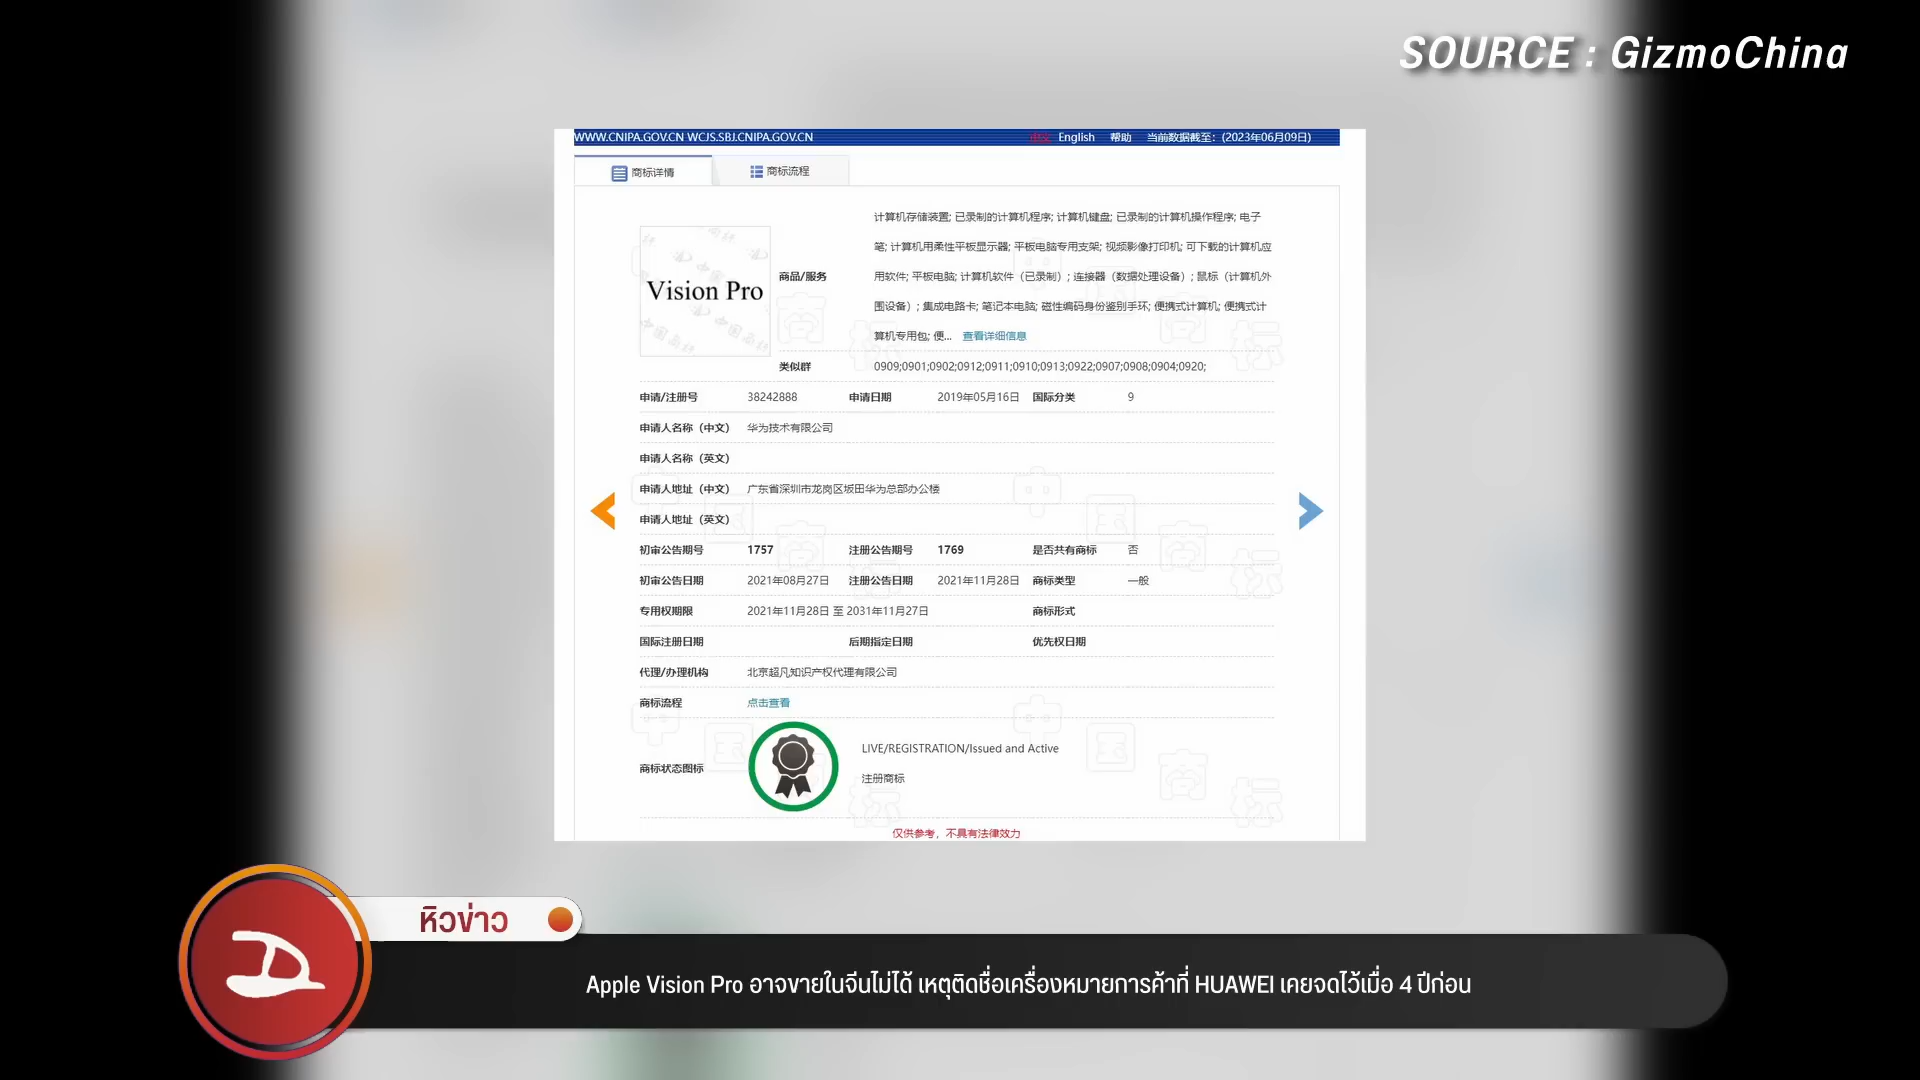 SOURCE : GizmoChina
WWW.CNIPA.GOV.CN WCJS.SBJ.CNIPA.GOV.CN
中文 English 帮助 当前数据截至:(2023年06月09日)
商标详情 商标流程
Vision Pro
商品/服务
计算机存储装置; 已录制的计算机程序; 计算机键盘; 已录制的计算机操作程序; 电子
笔; 计算机用柔性平板显示器; 平板电脑专用支架; 视频影像打印机; 可下载的计算机应
用软件; 平板电脑; 计算机软件（已录制）; 连接器（数据处理设备）; 鼠标（计算机外
围设备）; 集成电路卡; 笔记本电脑; 磁性编码身份鉴别手环; 便携式计算机; 便携式计
算机专用包; 便... 查看详细信息
类似群 0909;0901;0902;0912;0911;0910;0913;0922;0907;0908;0904;0920;
申请/注册号 38242888 申请日期 2019年05月16日 国际分类 9
申请人名称（中文） 华为技术有限公司
申请人名称（英文）
申请人地址（中文） 广东省深圳市龙岗区坂田华为总部办公楼
申请人地址（英文）
初审公告期号 1757 注册公告期号 1769 是否共有商标 否
初审公告日期 2021年08月27日 注册公告日期 2021年11月28日 商标类型 一般
专用权期限 2021年11月28日 至 2031年11月27日 商标形式
国际注册日期 后期指定日期 优先权日期
代理/办理机构 北京超凡知识产权代理有限公司
商标流程 点击查看
商标状态图标
LIVE/REGISTRATION/Issued and Active
注册商标
仅供参考，不具有法律效力
หิวข่าว
Apple Vision Pro อาจขายในจีนไม่ได้ เหตุติดชื่อเครื่องหมายการค้าที่ HUAWEI เคยจดไว้เมื่อ 4 ปีก่อน